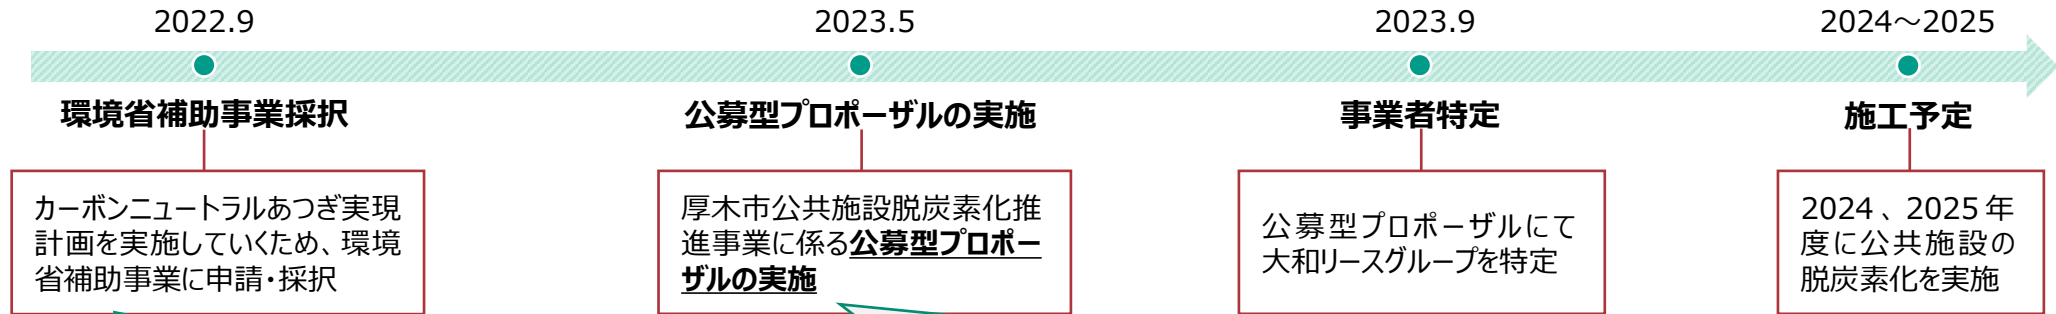 2022.9
2023.5
2023.9
2024～2025
環境省補助事業採択
公募型プロポーザルの実施
事業者特定
施工予定
カーボンニュートラルあつぎ実現
計画を実施していくため、環境
省補助事業に申請・採択
厚木市公共施設脱炭素化推
進事業に係る公募型プロポー
ザルの実施
公募型プロポーザルにて
大和リースグループを特定
2024、2025年
度に公共施設の
脱炭素化を実施